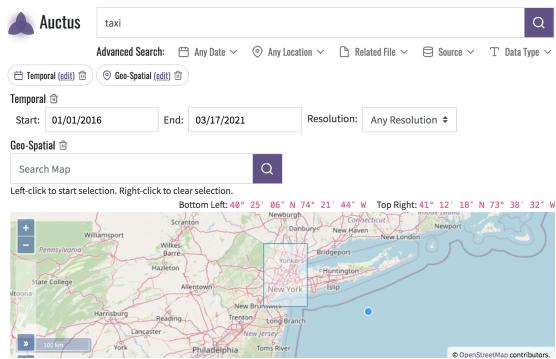 Auctus
taxi
Advanced Search: Any Date Any Location Related File Source Data Type
Temporal (edit) Geo-Spatial (edit)
Temporal
Start: 01/01/2016 End: 03/17/2021 Resolution: Any Resolution
Geo-Spatial
Search Map
Left-click to start selection. Right-click to clear selection.
Bottom Left: 40° 25′ 06″ N 74° 21′ 44″ W Top Right: 41° 12′ 18″ N 73° 38′ 32″ W
Newburgh Connecticut Rhode Island
Scranton Danbury New Haven Newport
Williamsport New London
+
Wilkes-
Barre
−
Pennsylvania Bridgeport
Yonkers
Hazleton Huntington
State College
Allentown New York Islip
Altoona
New Brunswick
Harrisburg Reading Trenton Long Branch
Lancaster
» 100 km
York Philadelphia Toms River
© OpenStreetMap contributors.